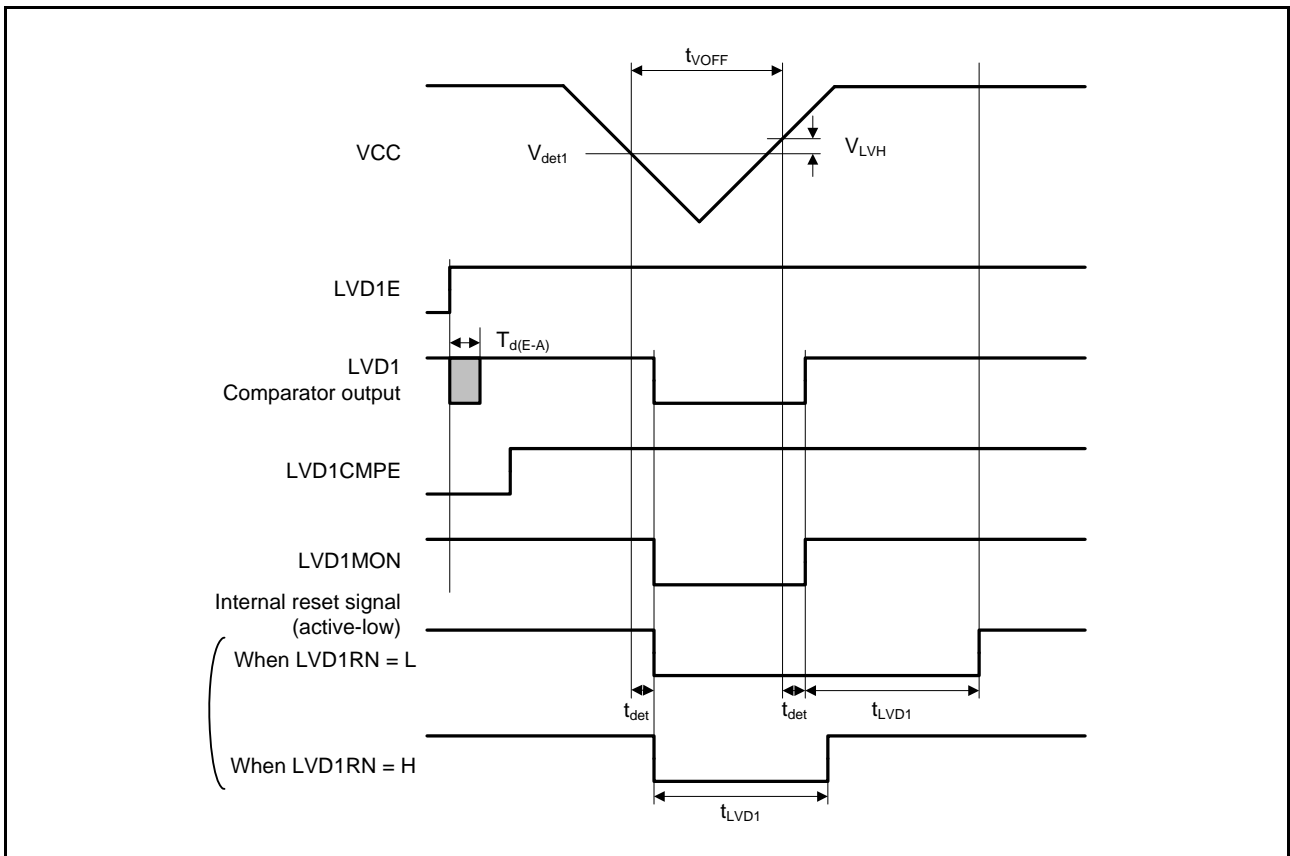 tVOFF
VCC
Vdet1
VLVH
LVD1E
Td(E-A)
LVD1
Comparator output
LVD1CMPE
LVD1MON
Internal reset signal
(active-low)
When LVD1RN = L
tdet
tdet
tLVD1
When LVD1RN = H
tLVD1